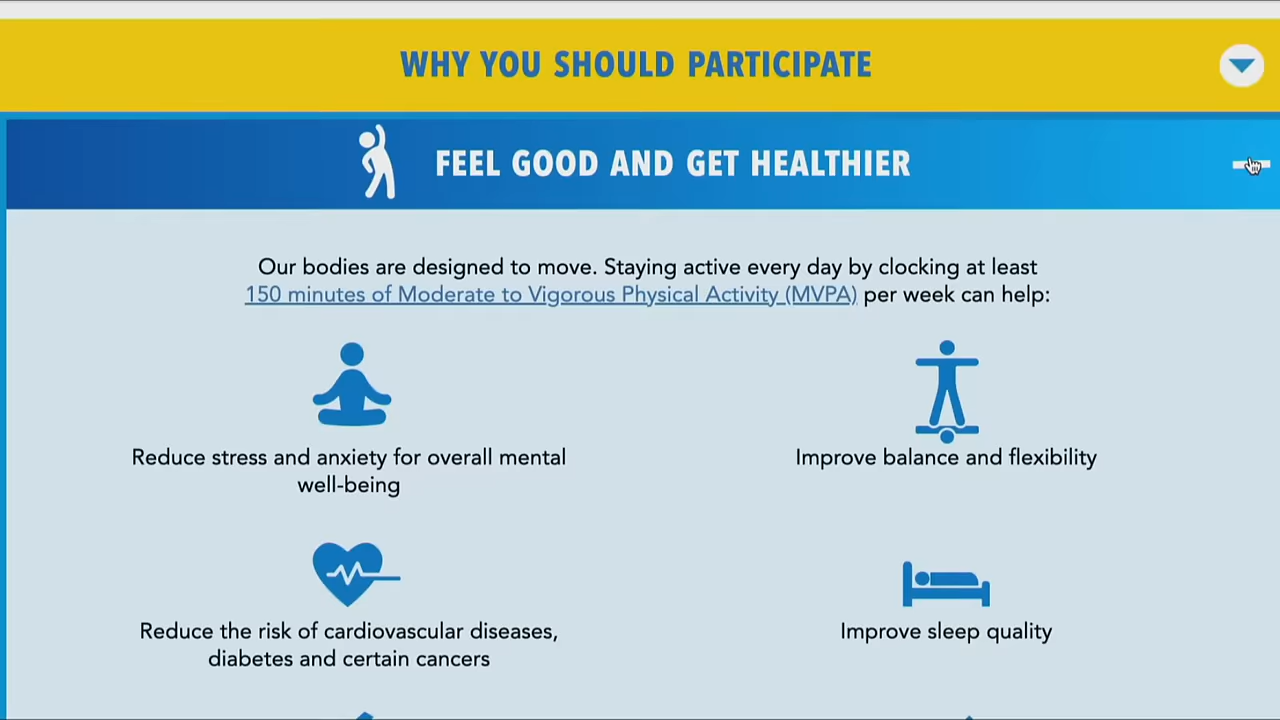 WHY YOU SHOULD PARTICIPATE
FEEL GOOD AND GET HEALTHIER
Our bodies are designed to move. Staying active every day by clocking at least
150 minutes of Moderate to Vigorous Physical Activity (MVPA) per week can help:
Reduce stress and anxiety for overall mental
well-being
Improve balance and flexibility
Reduce the risk of cardiovascular diseases,
diabetes and certain cancers
Improve sleep quality